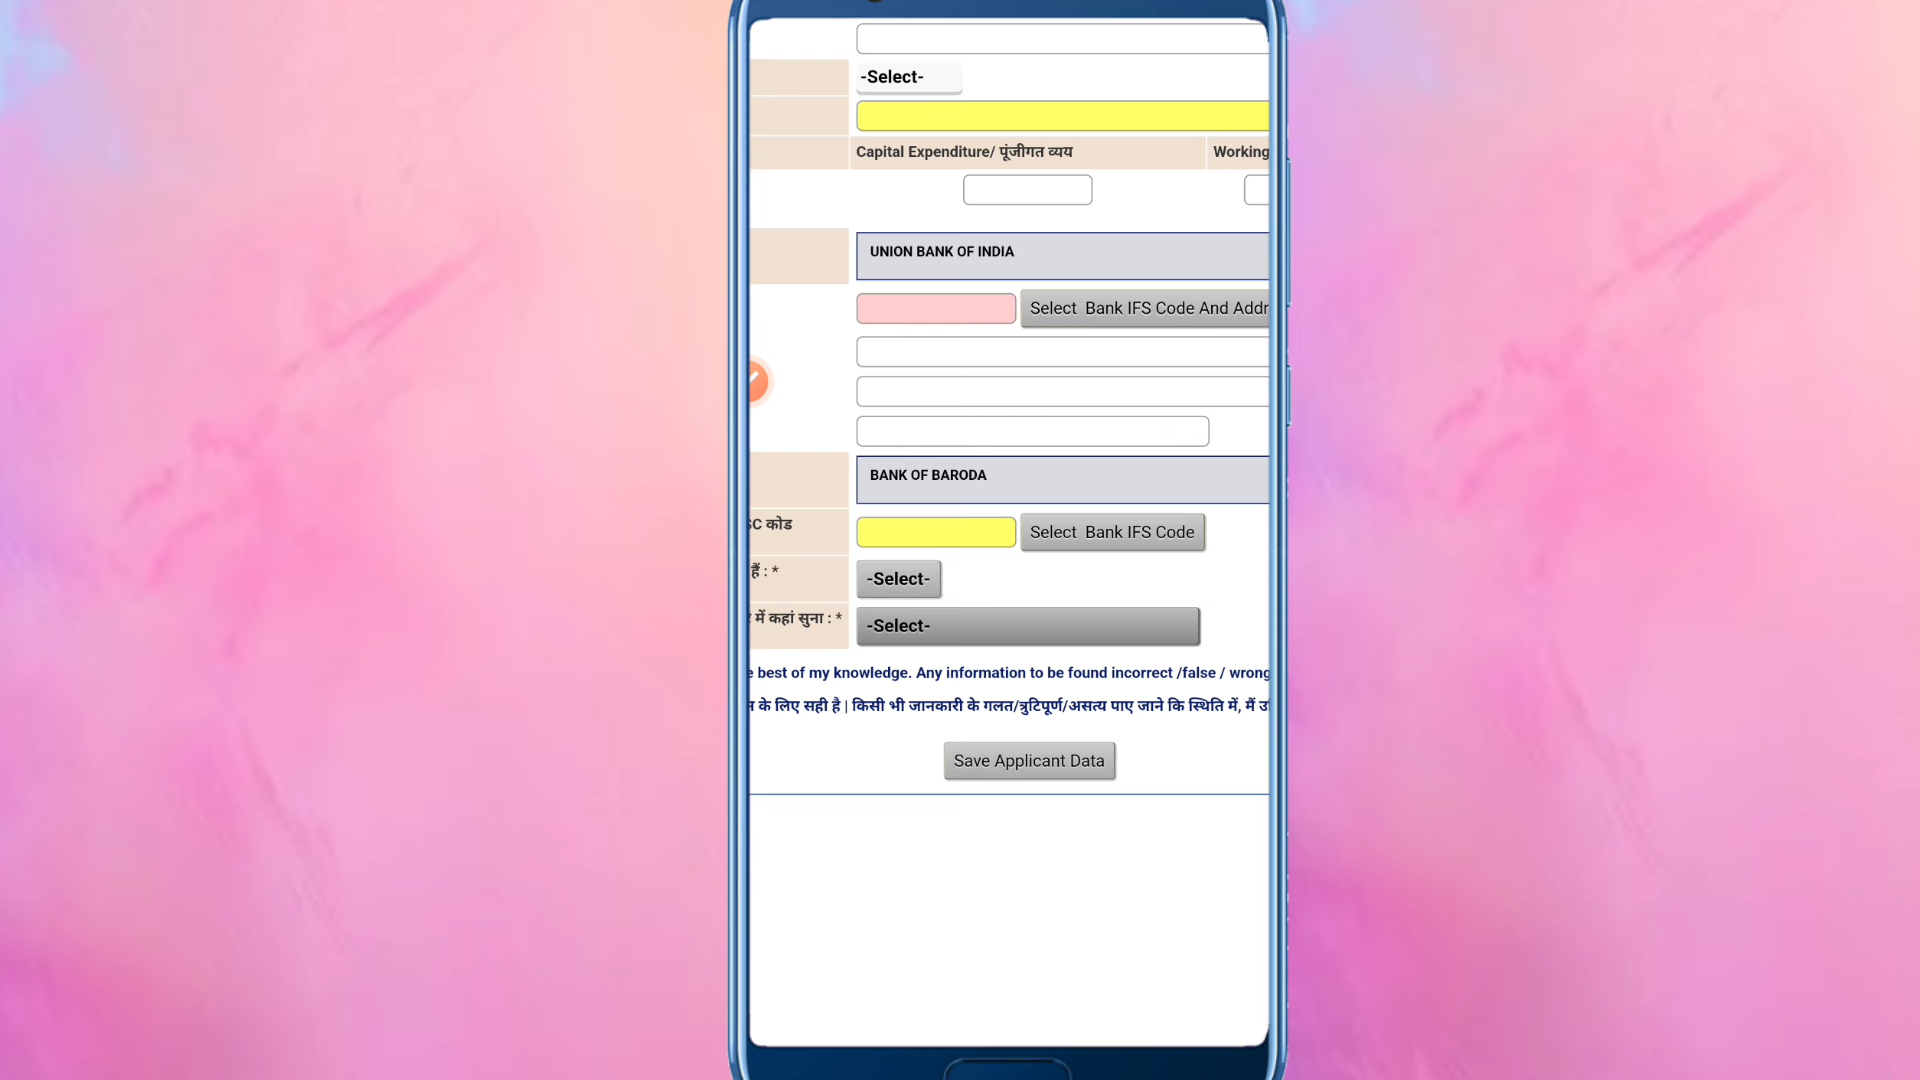 -Select-
Capital Expenditure/ पूंजीगत व्यय Working
UNION BANK OF INDIA
Select Bank IFS Code And Addr
BANK OF BARODA
SC कोड
Select Bank IFS Code
हैं : *
-Select-
में कहां सुना : *
-Select-
best of my knowledge. Any information to be found incorrect /false / wrong
के लिए सही है | किसी भी जानकारी के गलत/त्रुटिपूर्ण/असत्य पाए जाने कि स्थिति में, मैं
Save Applicant Data